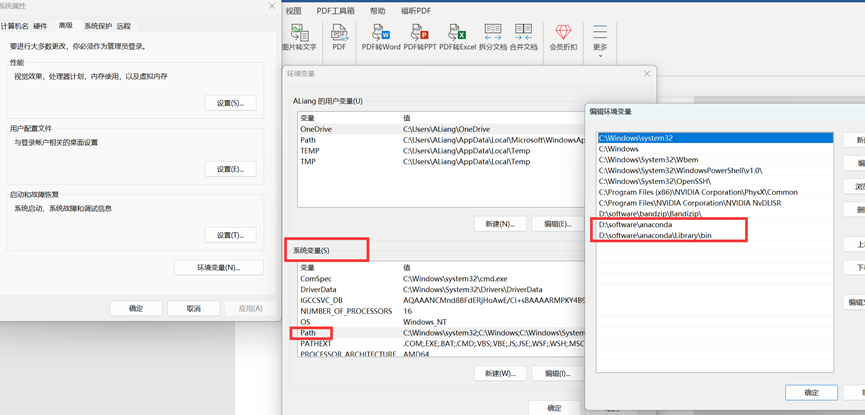 系统属性
计算机名 硬件 高级 系统保护 远程
要进行大多数更改，你必须作为管理员登录。
性能
视觉效果，处理器计划，内存使用，以及虚拟内存
设置(S)...
用户配置文件
与登录帐户相关的桌面设置
设置(E)...
启动和故障恢复
系统启动、系统故障和调试信息
设置(T)...
环境变量(N)...
确定 取消 应用(A)
视图 PDF工具箱 帮助 福昕PDF
图片转文字 PDF PDF转Word PDF转PPT PDF转Excel 拆分文档 合并文档 会员折扣 更多
环境变量
ALiang 的用户变量(U)
变量 值
OneDrive C:\Users\ALiang\OneDrive
Path C:\Users\ALiang\AppData\Local\Microsoft\WindowsAp
TEMP C:\Users\ALiang\AppData\Local\Temp
TMP C:\Users\ALiang\AppData\Local\Temp
新建(N)... 编辑(E)...
系统变量(S)
变量 值
ComSpec C:\Windows\system32\cmd.exe
DriverData C:\Windows\System32\Drivers\DriverData
IGCCSVC_DB
NUMBER_OF_PROCESSORS 16
OS Windows_NT
Path C:\Windows\system32;C:\Windows;C:\Windows\System
PATHEXT .COM;.EXE;.BAT;.CMD;.VBS;.VBE;.JS;.JSE;.WSF;.WSH;.MSC
PROCESSOR_ARCHITECTURE AMD64
新建(W)... 编辑(I)...
确定
编辑环境变量
C:\Windows\system32
C:\Windows
C:\Windows\System32\Wbem
C:\Windows\System32\WindowsPowerShell\v1.0\
C:\Windows\System32\OpenSSH\
C:\Program Files (x86)\NVIDIA Corporation\PhysX\Common
C:\Program Files\NVIDIA Corporation\NVIDIA NvDLISR
D:\software\bandzip\Bandizip\
D:\software\anaconda
D:\software\anaconda\Library\bin
确定